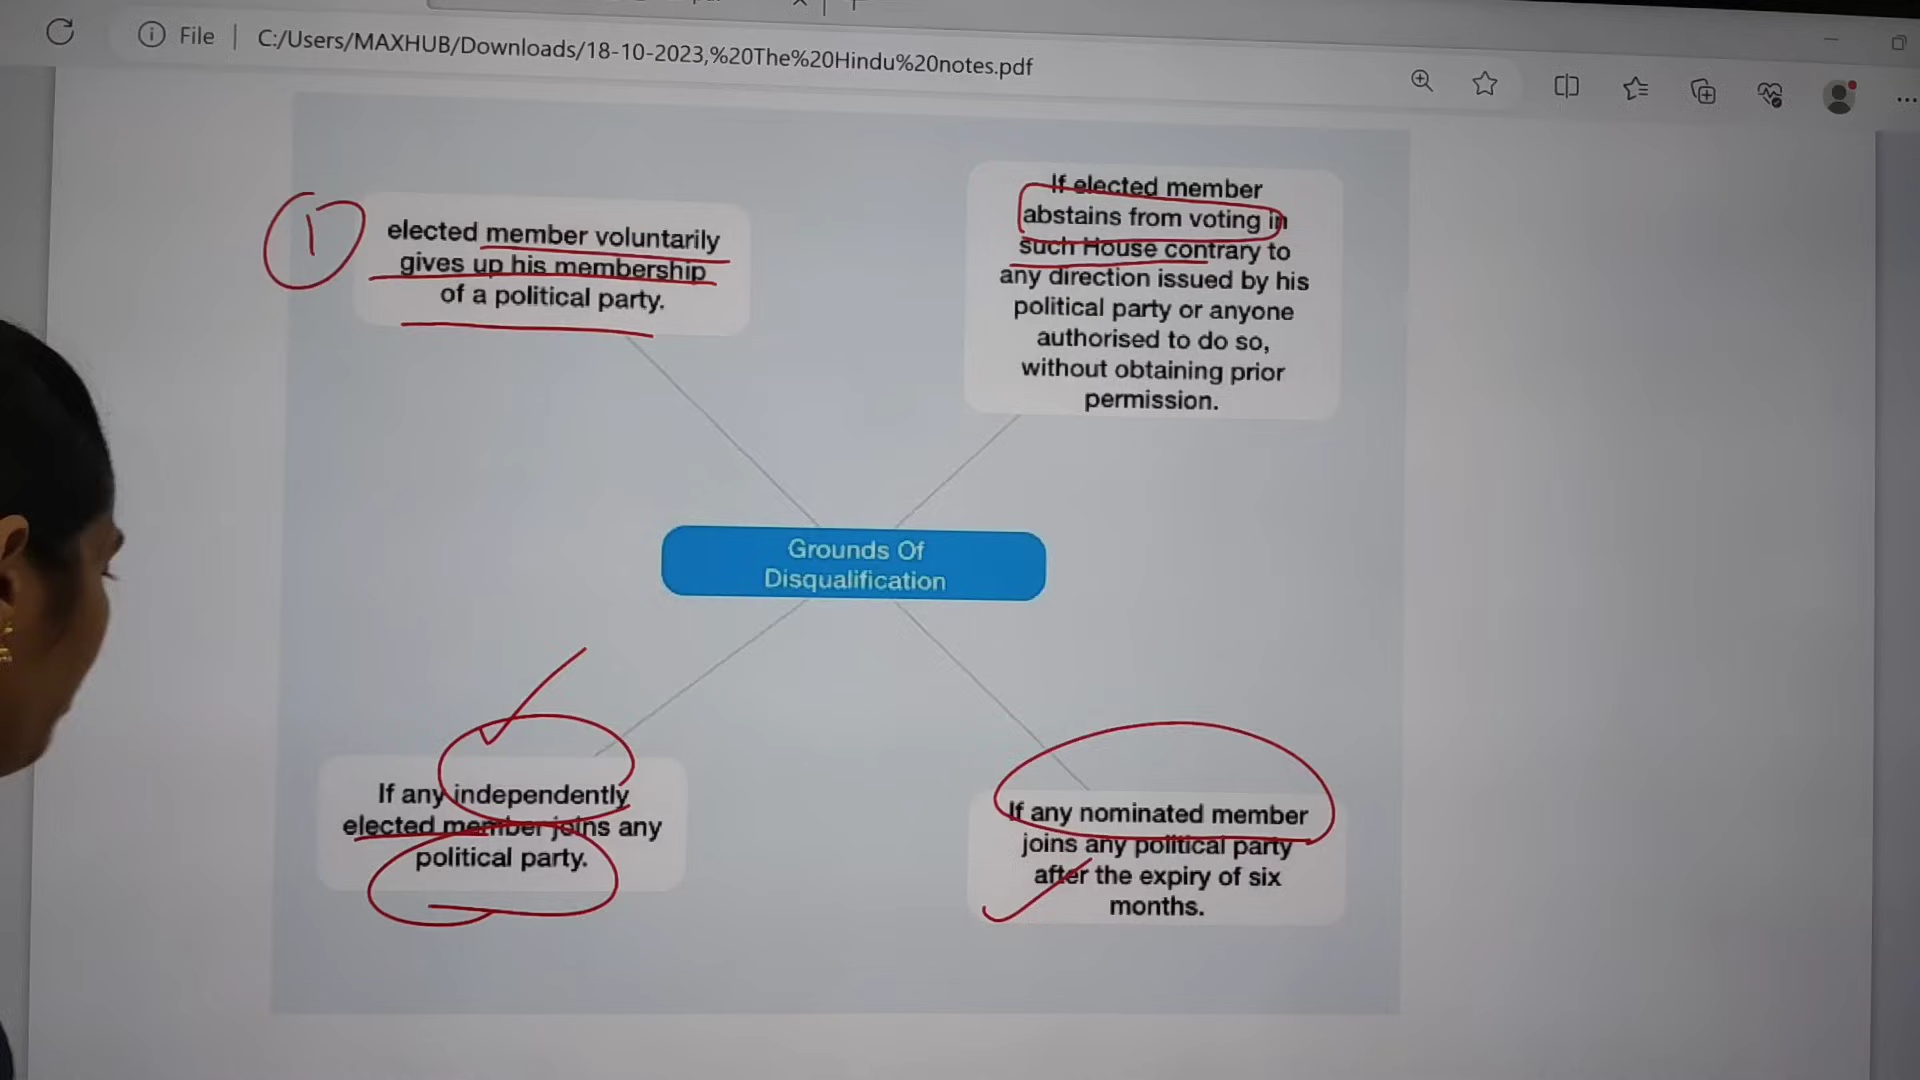 File | C:/Users/MAXHUB/Downloads/18-10-2023,%20The%20Hindu%20notes.pdf
1
elected member voluntarily
gives up his membership
of a political party.
If elected member
abstains from voting in
such House contrary to
any direction issued by his
political party or anyone
authorised to do so,
without obtaining prior
permission.
Grounds Of
Disqualification
If any independently
elected member joins any
political party.
If any nominated member
joins any political party
after the expiry of six
months.